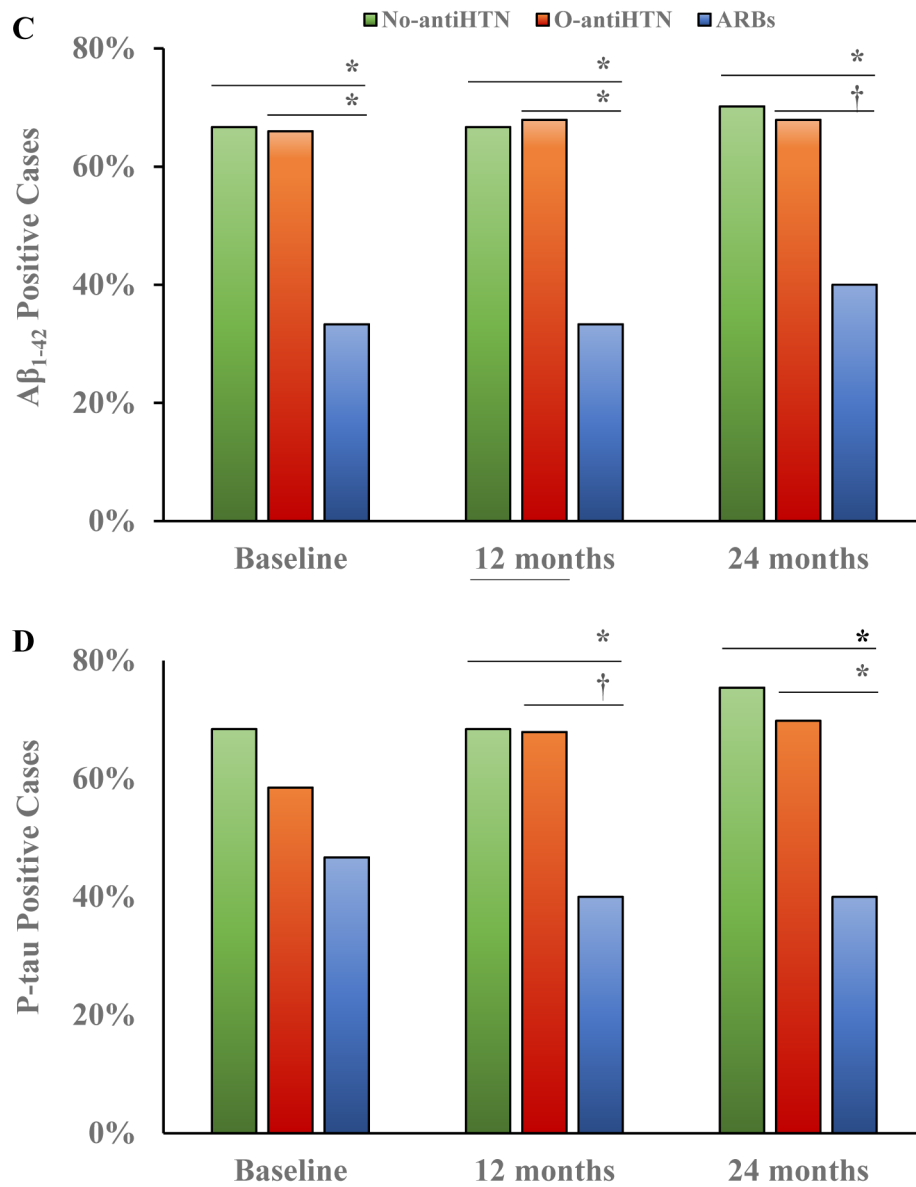 C
No-antiHTN O-antiHTN ARBs
80%
60%
40%
20%
0%
Aβ1-42 Positive Cases
* * *
* * †
Baseline 12 months 24 months
D
80%
60%
40%
20%
0%
P-tau Positive Cases
* *
† *
Baseline 12 months 24 months